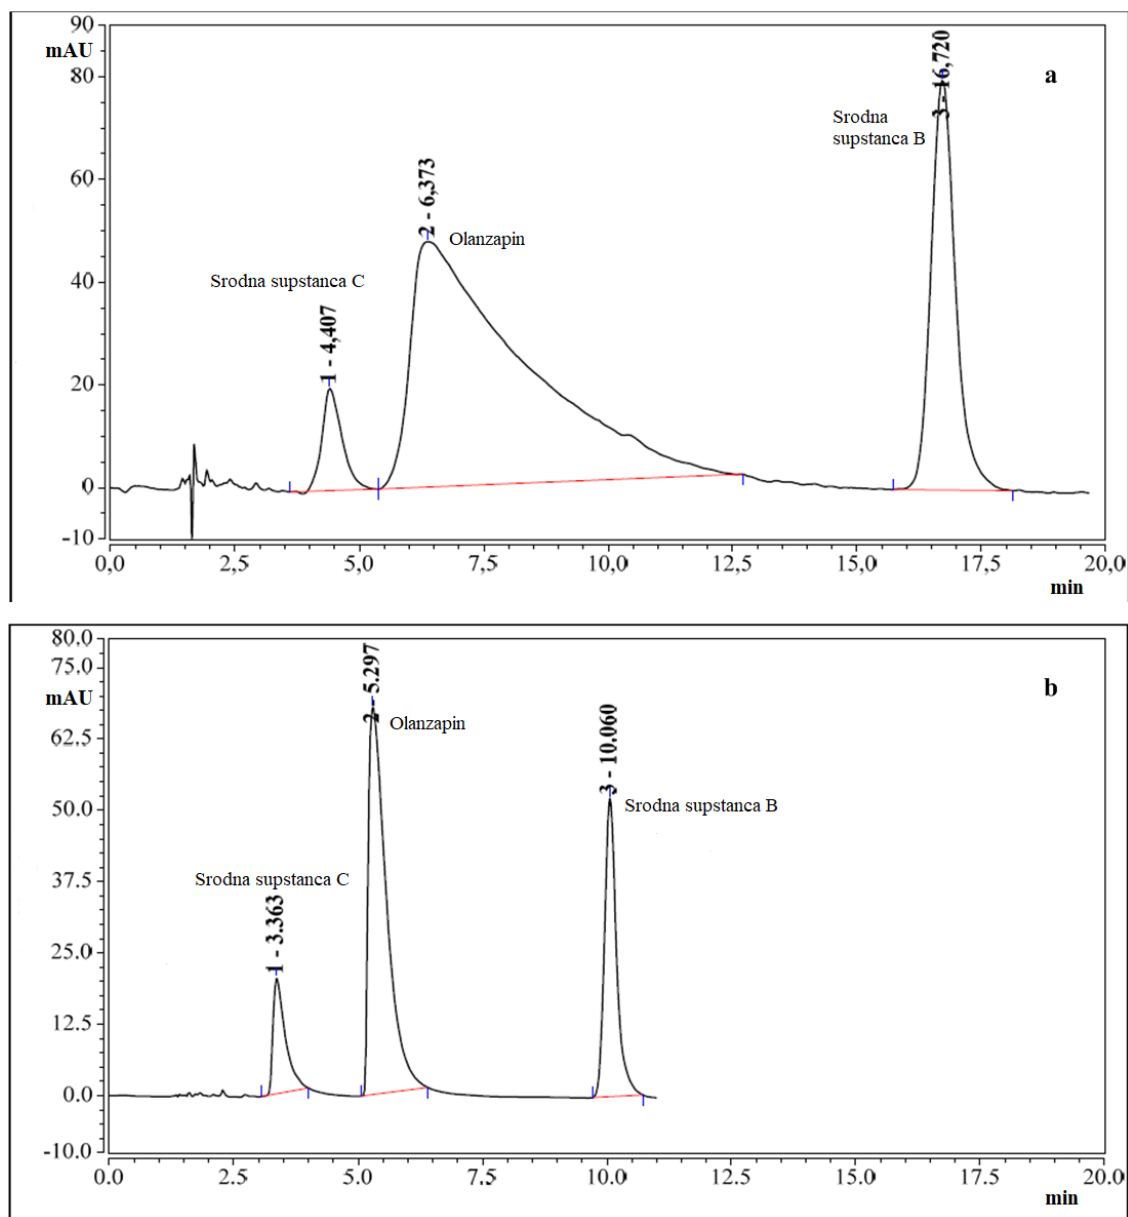 90
mAU
80
60
40
20
0
-10
a
1 - 4,407
2 - 6,373
3 - 16,720
Srodna supstanca C
Olanzapin
Srodna
supstanca B
0,0 2,5 5,0 7,5 10,0 12,5 15,0 17,5 20,0
min
80.0
75.0
mAU
62.5
50.0
37.5
25.0
12.5
0.0
-10.0
b
1 - 3.363
2 - 5.297
3 - 10.060
Srodna supstanca C
Olanzapin
Srodna supstanca B
0.0 2.5 5.0 7.5 10.0 12.5 15.0 17.5 20.0
min